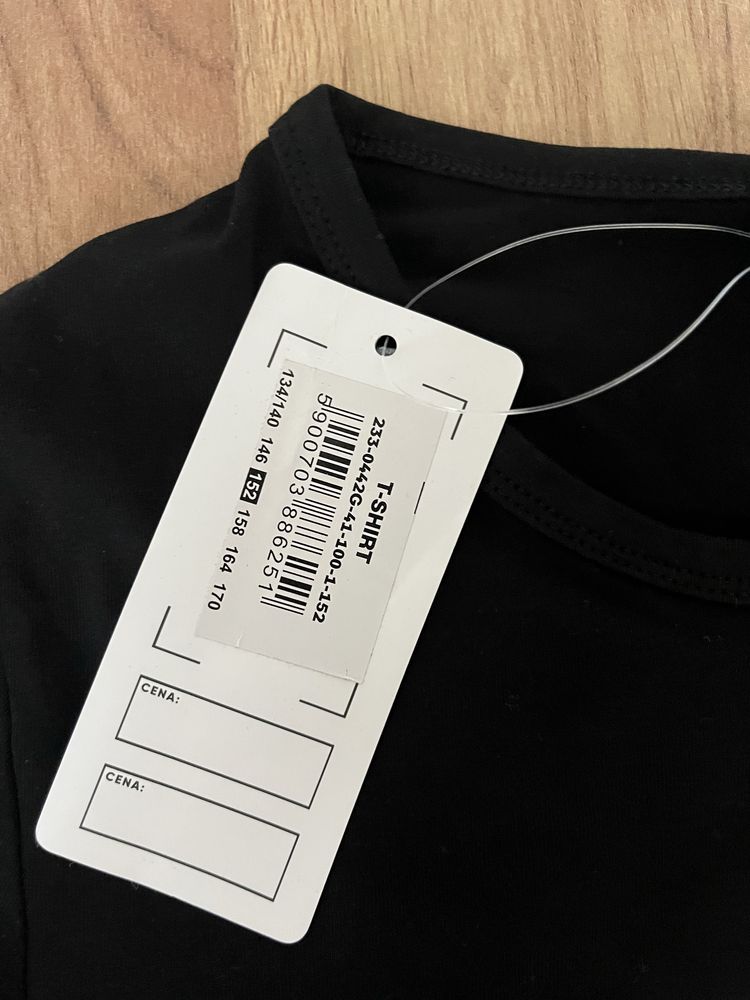 T-SHIRT
233-0442G-41-100-1-152
5900703886251
134/140 146 152 158 164 170
CENA:
CENA: